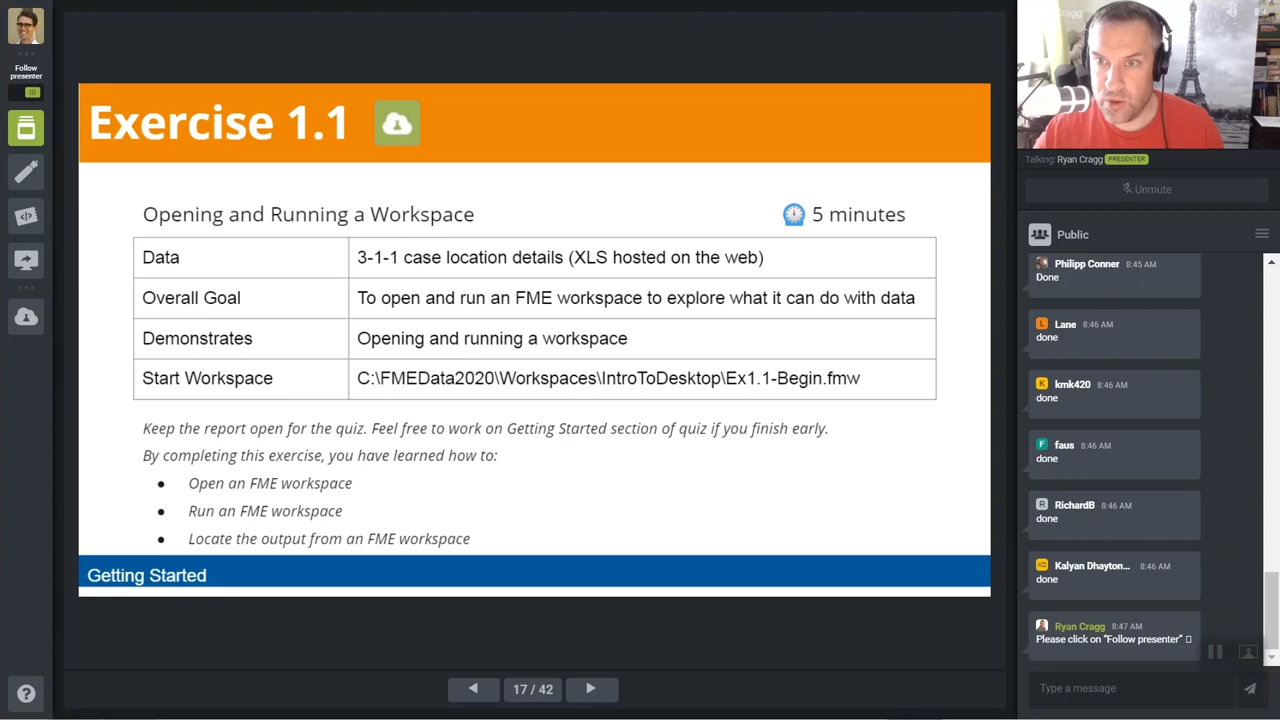 Follow
presenter
Exercise 1.1
Opening and Running a Workspace
5 minutes
Data
3-1-1 case location details (XLS hosted on the web)
Overall Goal
To open and run an FME workspace to explore what it can do with data
Demonstrates
Opening and running a workspace
Start Workspace
C:\FMEData2020\Workspaces\IntroToDesktop\Ex1.1-Begin.fmw
Keep the report open for the quiz. Feel free to work on Getting Started section of quiz if you finish early.
By completing this exercise, you have learned how to:
Open an FME workspace
Run an FME workspace
Locate the output from an FME workspace
Getting Started
17 / 42
Cragg
Talking: Ryan Cragg PRESENTER
Unmute
Public
Philipp Conner 8:45 AM
Done
L Lane 8:46 AM
done
K kmk420 8:46 AM
done
F faus 8:46 AM
done
R RichardB 8:46 AM
done
KD Kalyan Dhayton... 8:46 AM
done
Ryan Cragg 8:47 AM
Please click on "Follow presenter"
Type a message